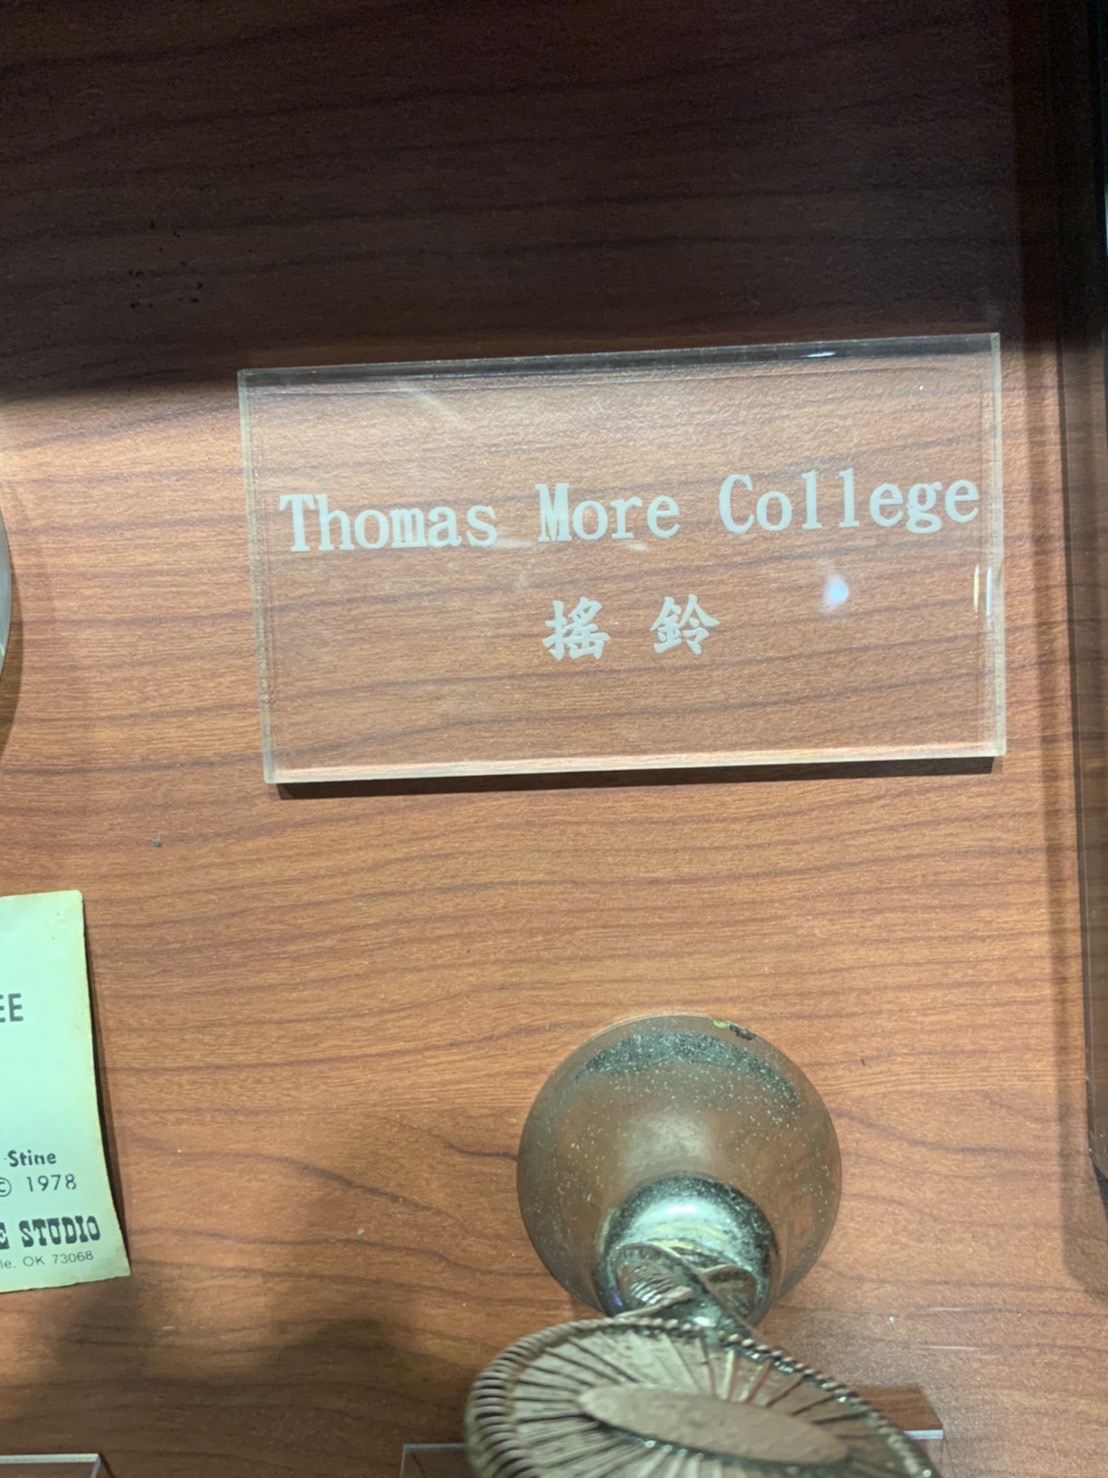 Thomas More College
搖 鈴
EE
Stine
© 1978
E STUDIO
le, OK 73068